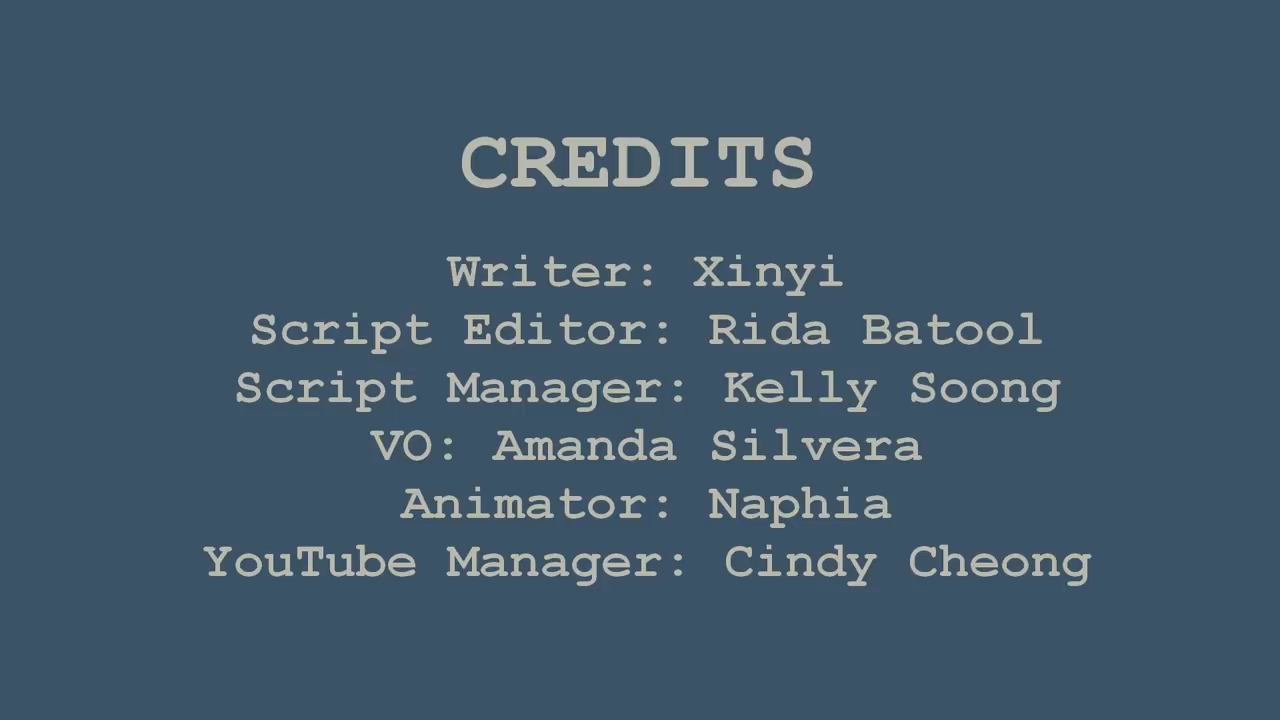 CREDITS
Writer: Xinyi
Script Editor: Rida Batool
Script Manager: Kelly Soong
VO: Amanda Silvera
Animator: Naphia
YouTube Manager: Cindy Cheong